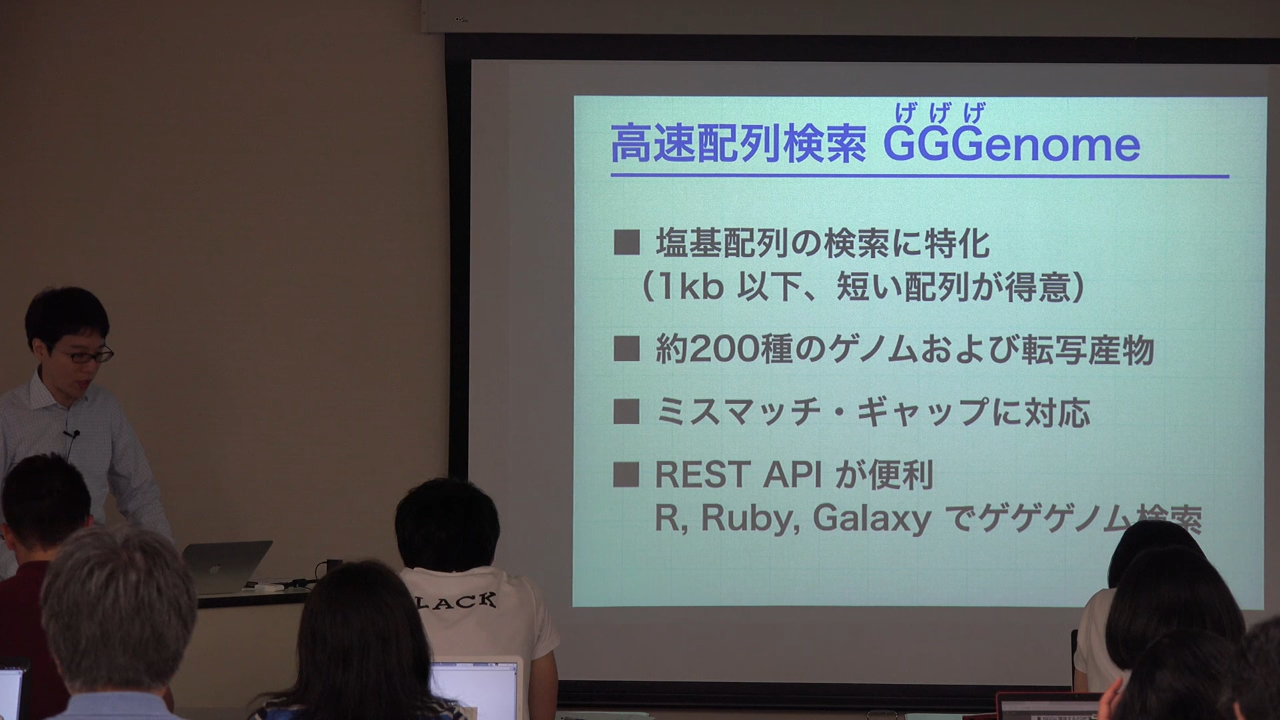 げげげ
高速配列検索 GGGenome
■ 塩基配列の検索に特化
（1kb 以下、短い配列が得意）
■ 約200種のゲノムおよび転写産物
■ ミスマッチ・ギャップに対応
■ REST API が便利
R, Ruby, Galaxy でゲゲゲノム検索
LACK